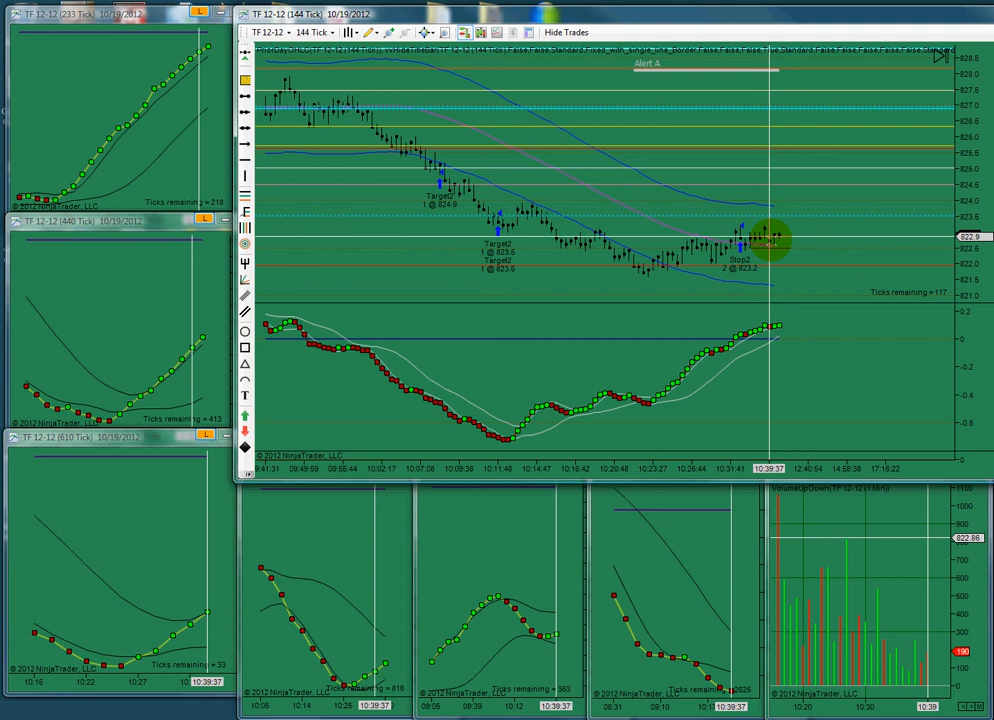 TF 12-12 (233 Tick)  10/19/2012
L
© 2012 NinjaTrader, LLC
Ticks remaining = 218
TF 12-12 (440 Tick)  10/19/2012
L
© 2012 NinjaTrader, LLC
Ticks remaining = 413
TF 12-12 (610 Tick)  10/19/2012
L
Ticks remaining = 33
© 2012 NinjaTrader, LLC
10:16
10:22
10:27
10:39:37
TF 12-12 (144 Tick)  10/19/2012
TF 12-12
144 Tick
Hide Trades
T
Alert A
Target2
1 @ 824.9
Target2
1 @ 823.6
Target2
1 @ 823.6
Stop2
2 @ 823.2
Ticks remaining = 117
828.5
828.0
827.5
827.0
826.5
826.0
825.5
825.0
824.5
824.0
823.5
822.9
822.5
822.0
821.5
821.0
0.2
0
-0.2
-0.4
-0.6
0
© 2012 NinjaTrader, LLC
9:41:31
09:49:59
09:55:44
10:02:17
10:07:08
10:09:38
10:11:48
10:14:47
10:16:42
10:20:48
10:23:27
10:26:44
10:31:41
10:39:37
12:40:54
14:58:38
17:16:22
Ticks remaining = 816
© 2012 NinjaTrader, LLC
10:05
10:15
10:25
10:39:37
Ticks remaining = 363
© 2012 NinjaTrader, LLC
09:05
09:39
10:11
10:39:37
© 2012 NinjaTrader, LLC
08:31
09:10
10:39:37
VolumeUpDown(TF 12-12 (1 Min))
1100
1000
900
822.86
800
700
600
500
400
300
190
100
0
© 2012 NinjaTrader, LLC
10:20
10:30
10:39